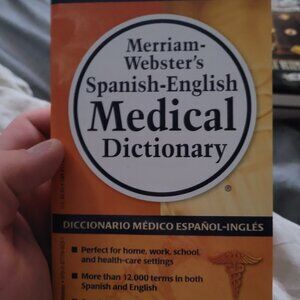 Merriam-
Webster's
Spanish-English
Medical
Dictionary
®
DICCIONARIO MÉDICO ESPAÑOL-INGLÉS
■ Perfect for home, work, school,
and health-care settings
■ More than 12,000 terms in both
Spanish and English